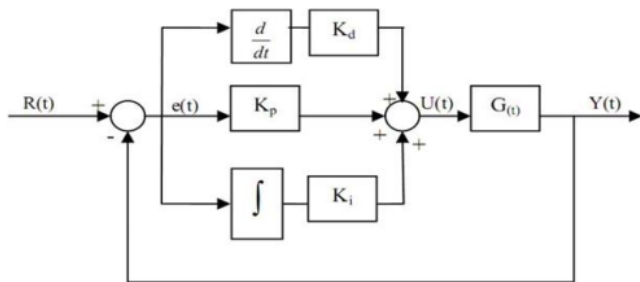 d/dt K_d
R(t) + - e(t) K_p + + + U(t) G_(t) Y(t)
∫ K_i